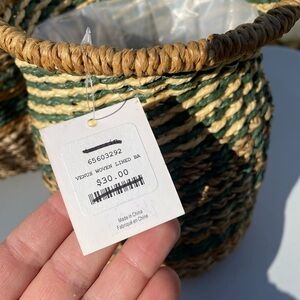 65603292
VENUS WOVEN LINED BA
$30.00
Made in China
Fabriqué en Chine